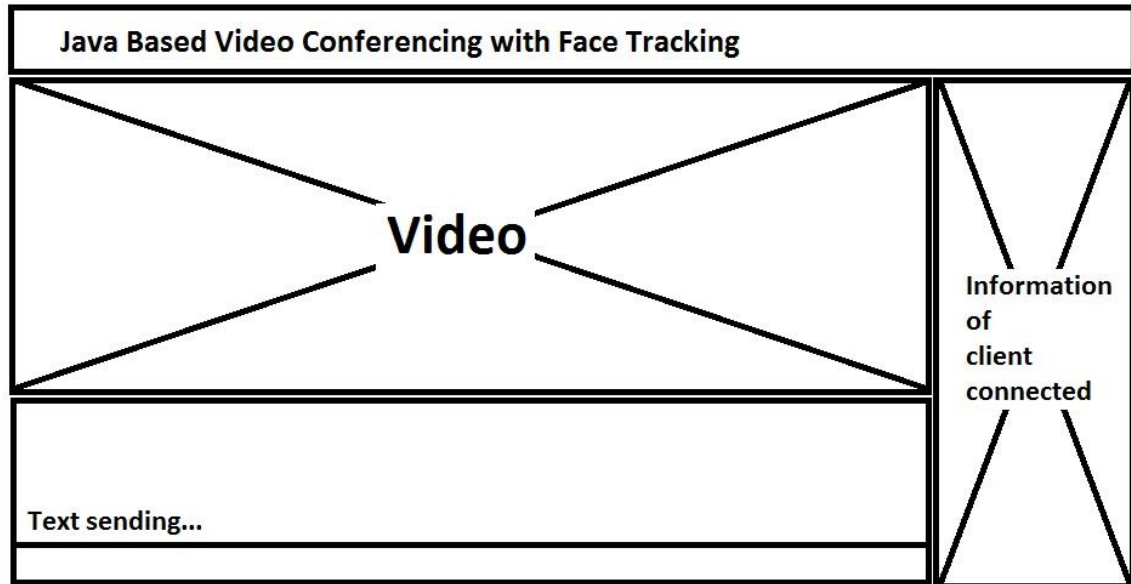 Java Based Video Conferencing with Face Tracking
Video
Information
of
client
connected
Text sending...